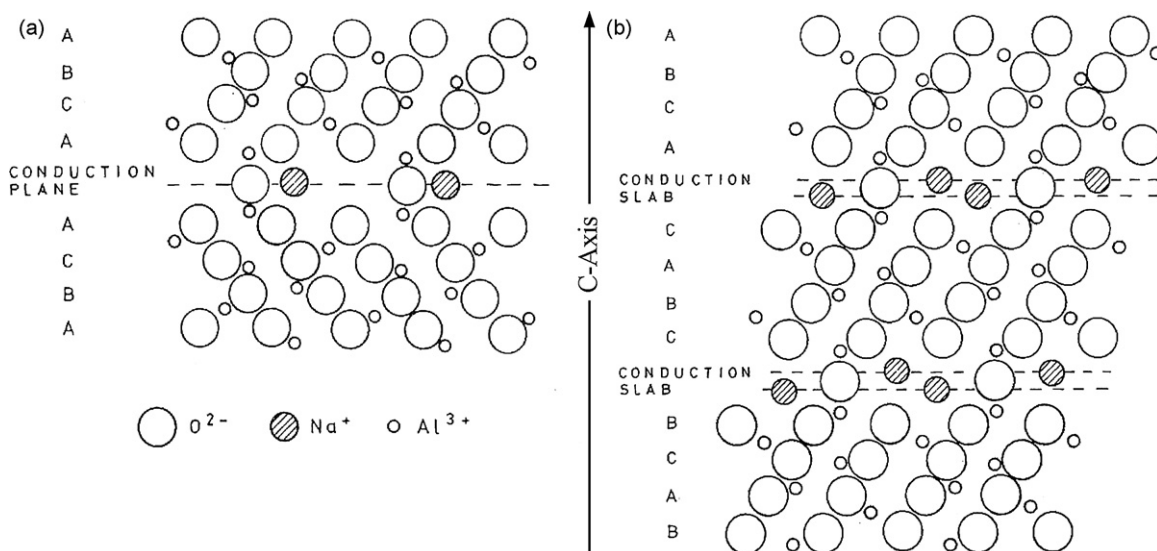 (a)
A
B
C
A
CONDUCTION
PLANE
A
C
B
A
O²⁻
Na⁺
Al³⁺
C-Axis
(b)
A
B
C
A
CONDUCTION
SLAB
C
A
B
C
CONDUCTION
SLAB
B
C
A
B